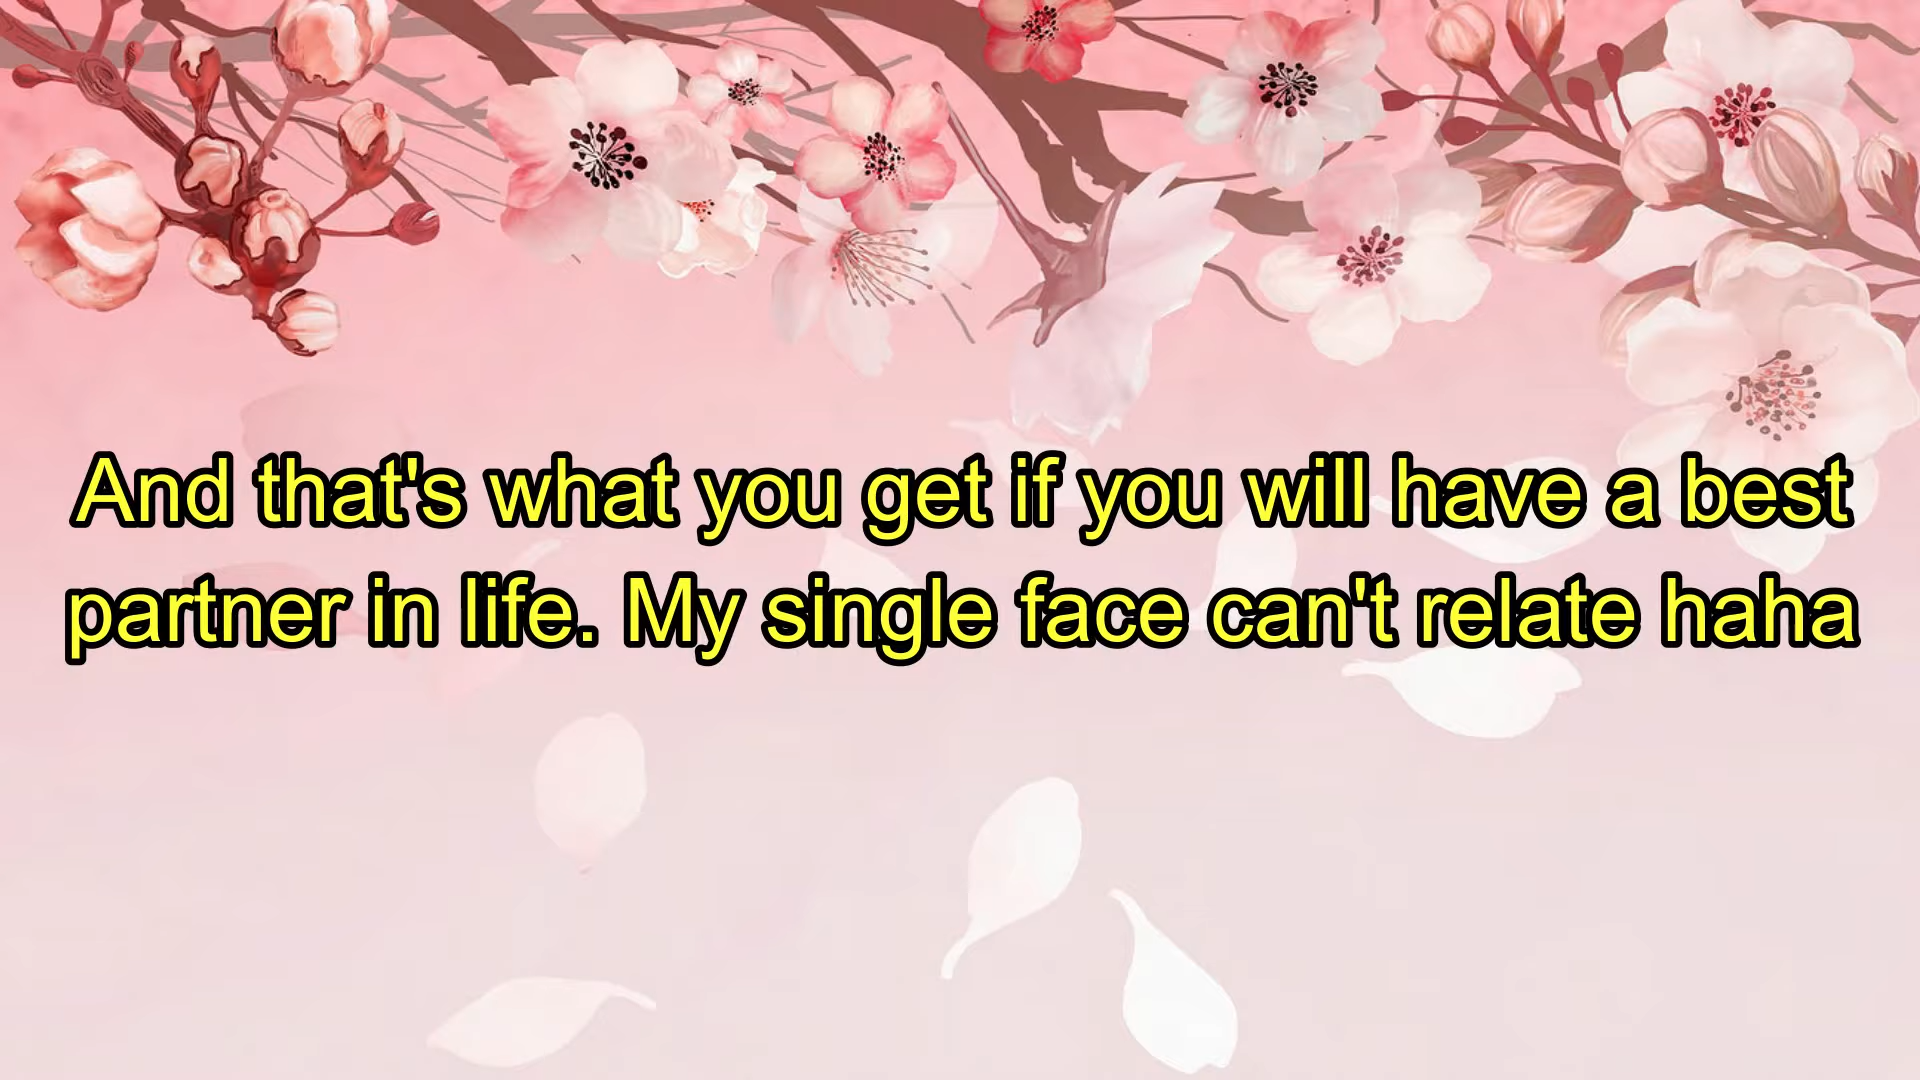 And that's what you get if you will have a best
partner in life. My single face can't relate haha